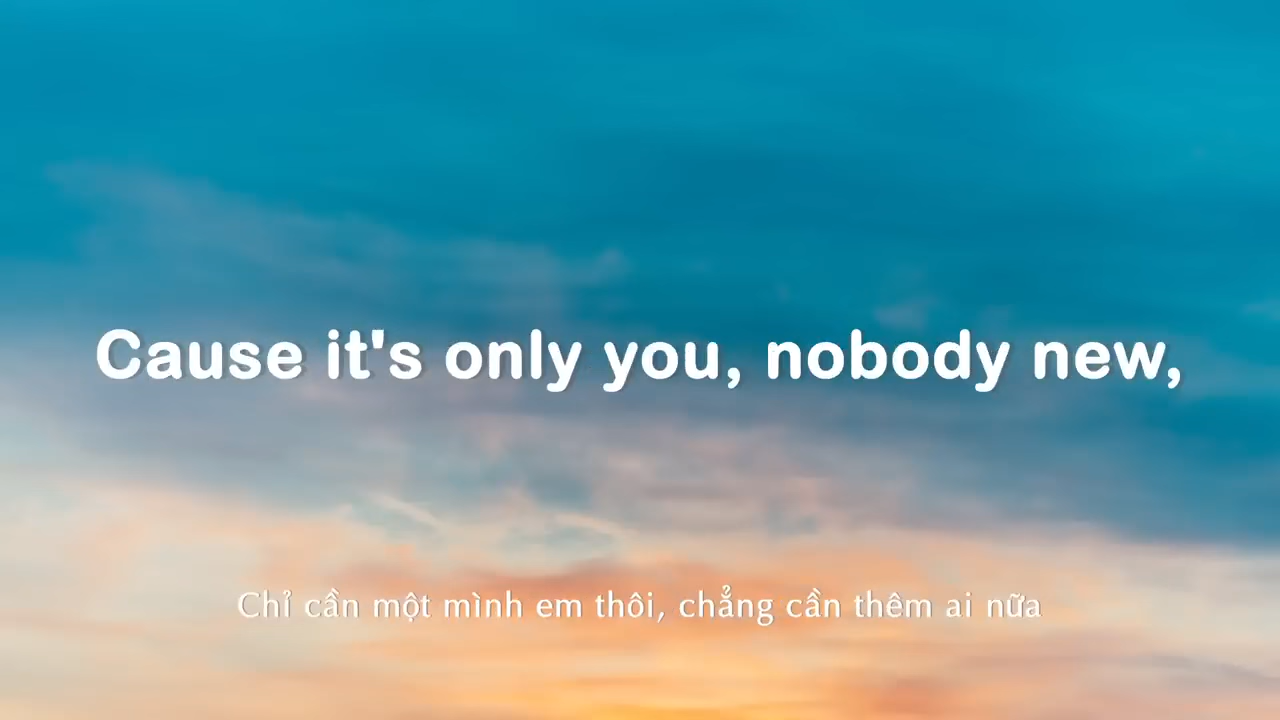 Cause it's only you, nobody new,
Chỉ cần một mình em thôi, chẳng cần thêm ai nữa